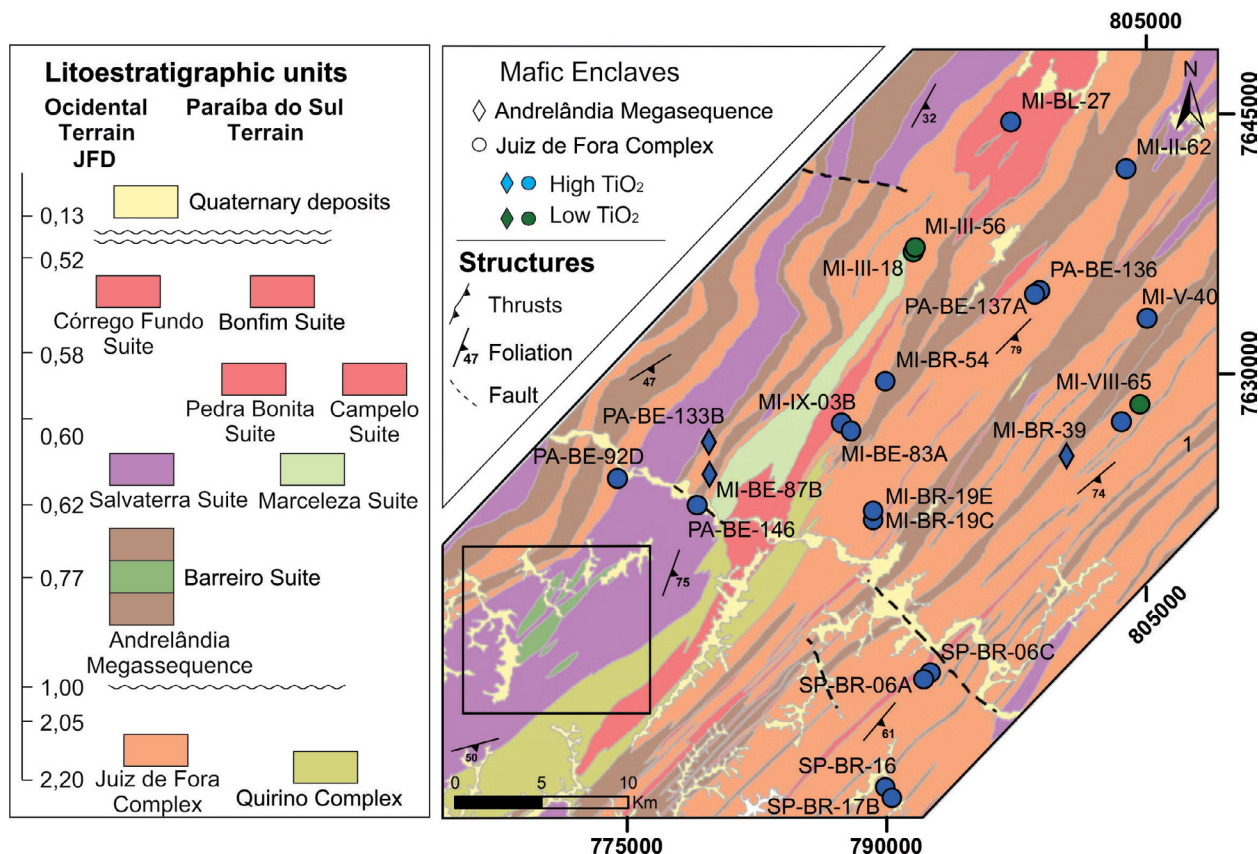 Litoestratigraphic units
Ocidental Terrain JFD
Paraíba do Sul Terrain
Quaternary deposits
0,13
0,52
Córrego Fundo Suite
Bonfim Suite
0,58
Pedra Bonita Suite
Campelo Suite
0,60
Salvaterra Suite
Marceleza Suite
0,62
0,77
Barreiro Suite
Andrelândia Megassequence
1,00
2,05
Juiz de Fora Complex
Quirino Complex
2,20
Mafic Enclaves
Andrelândia Megasequence
Juiz de Fora Complex
High TiO2
Low TiO2
Structures
Thrusts
47
Foliation
Fault
805000
N
7645000
7630000
805000
775000
790000
32
MI-BL-27
MI-II-62
MI-III-56
MI-III-18
PA-BE-136
PA-BE-137A
MI-V-40
79
47
MI-BR-54
MI-VIII-65
MI-IX-03B
PA-BE-133B
MI-BR-39
MI-BE-83A
1
PA-BE-92D
MI-BE-87B
74
MI-BR-19E
MI-BR-19C
PA-BE-146
75
SP-BR-06C
SP-BR-06A
61
50
SP-BR-16
SP-BR-17B
0 5 10
Km